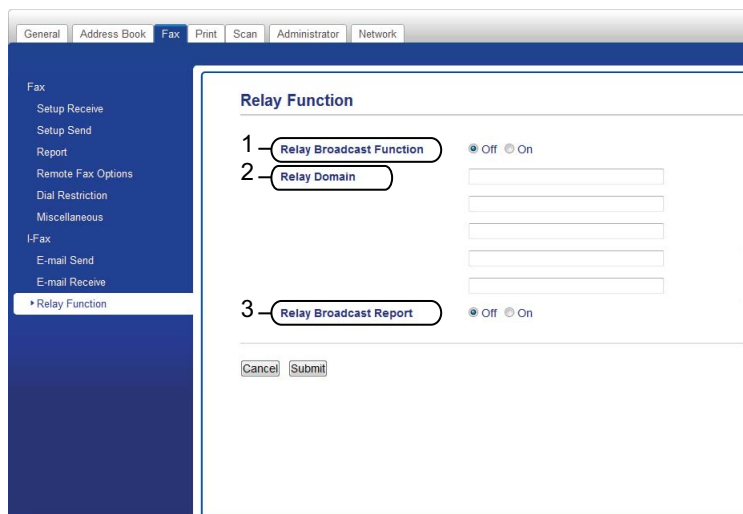 General Address Book Fax Print Scan Administrator Network
Fax
Setup Receive
Setup Send
Report
Remote Fax Options
Dial Restriction
Miscellaneous
I-Fax
E-mail Send
E-mail Receive
Relay Function
Relay Function
1 Relay Broadcast Function Off On
2 Relay Domain
3 Relay Broadcast Report Off On
Cancel Submit